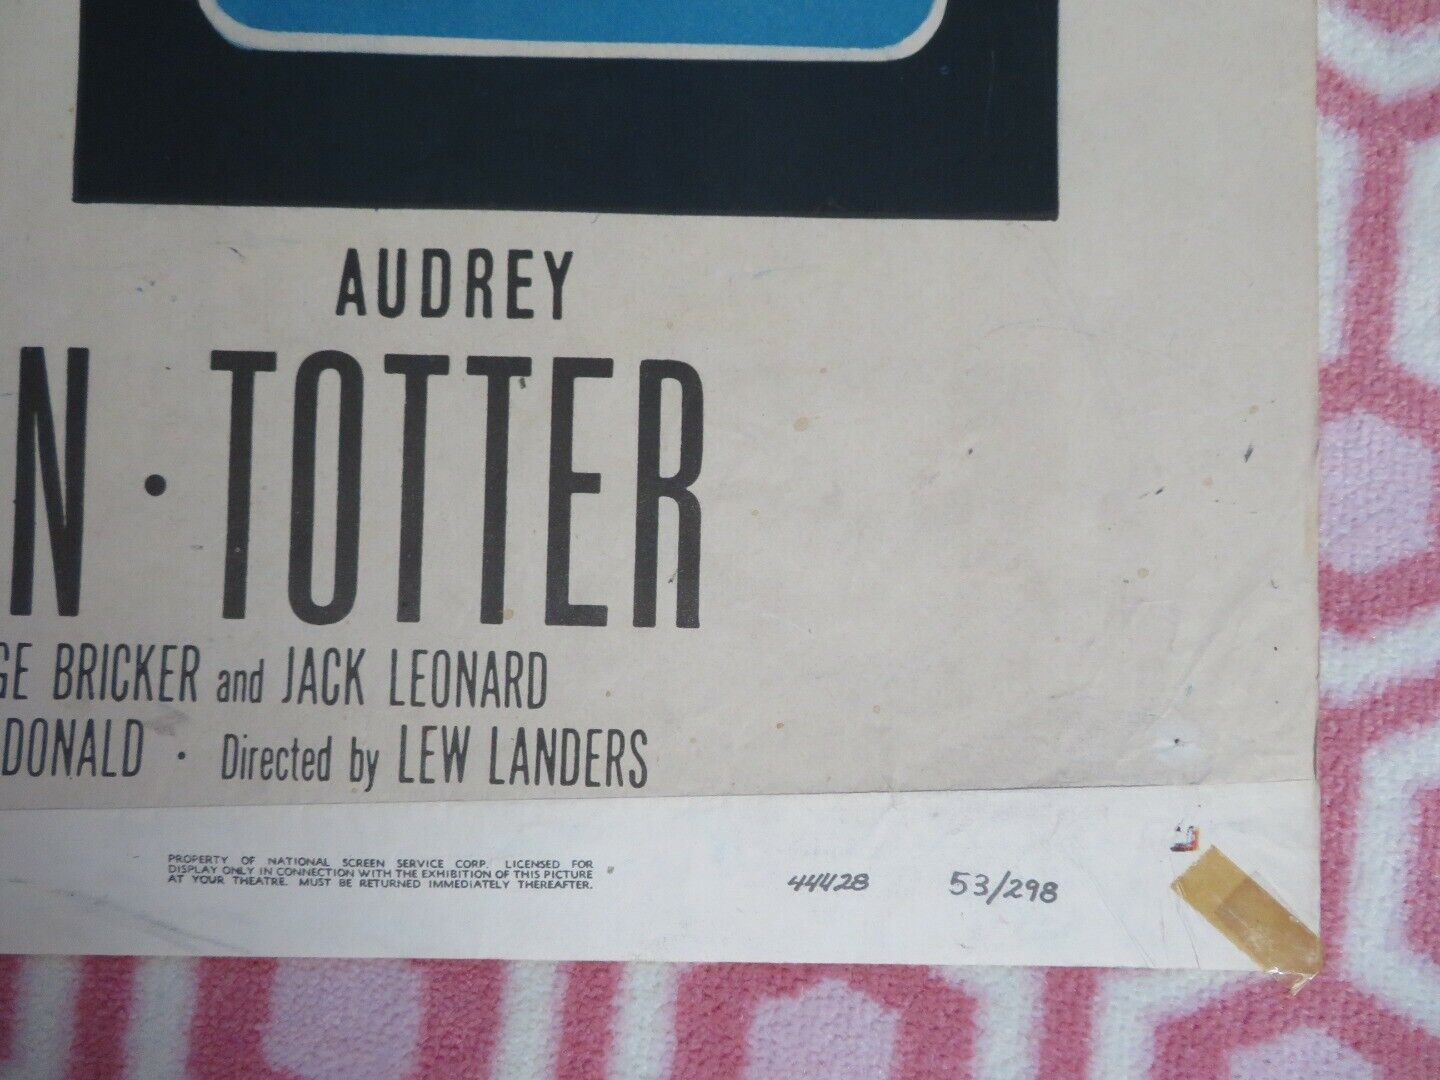 AUDREY
N · TOTTER
GE BRICKER and JACK LEONARD
DONALD · Directed by LEW LANDERS
PROPERTY OF NATIONAL SCREEN SERVICE CORP. LICENSED FOR
DISPLAY ONLY IN CONNECTION WITH THE EXHIBITION OF THIS PICTURE
AT YOUR THEATRE. MUST BE RETURNED IMMEDIATELY THEREAFTER.
44428 53/298